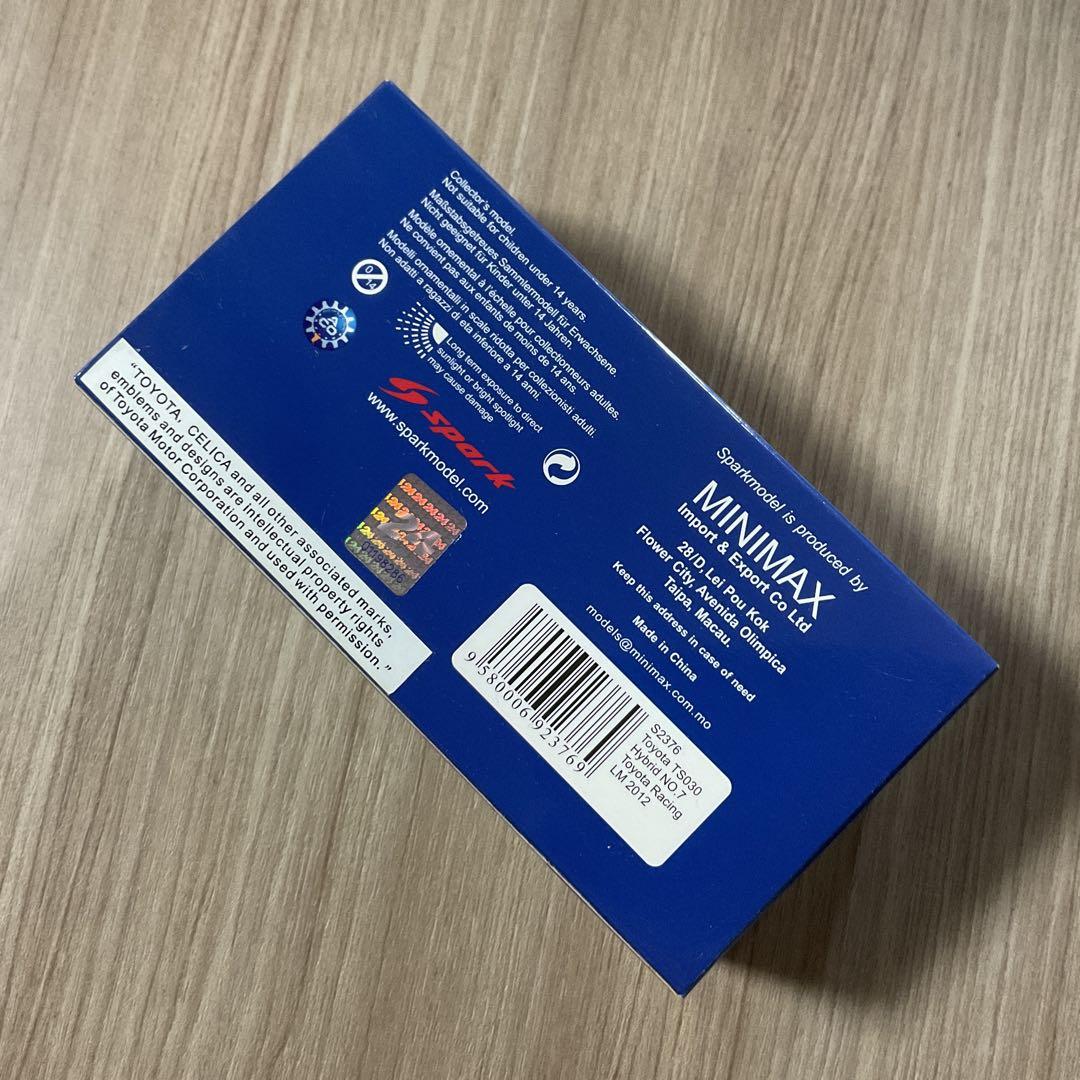 Collector's model.
Not suitable for children under 14 years.
Maßstabsgetreues Sammlermodell für Erwachsene.
Nicht geeignet für Kinder unter 14 Jahren.
Modèle ornemental à l'échelle pour collectionneurs adultes.
Ne convient pas aux enfants de moins de 14 ans.
Modelli ornamentali in scale ridotta per collezionisti adulti.
Non adatti a ragazzi di eta inferiore a 14 anni.
0
14
ACO
Long term exposure to direct
sunlight or bright spotlight
may cause damage
spark
www.sparkmodel.com
"TOYOTA, CELICA and all other associated marks,
emblems and designs are intellectual property rights
of Toyota Motor Corporation and used with permission."
Sparkmodel is produced by
MINIMAX
Import & Export Co Ltd
28/D, Lei Pou Kok
Flower City, Avenida Olimpica
Taipa, Macau.
Keep this address in case of need
Made in China
models@minimax.com.mo
9 580006 923769
S2376
Toyota TS030
Hybrid NO.7
Toyota Racing
LM 2012